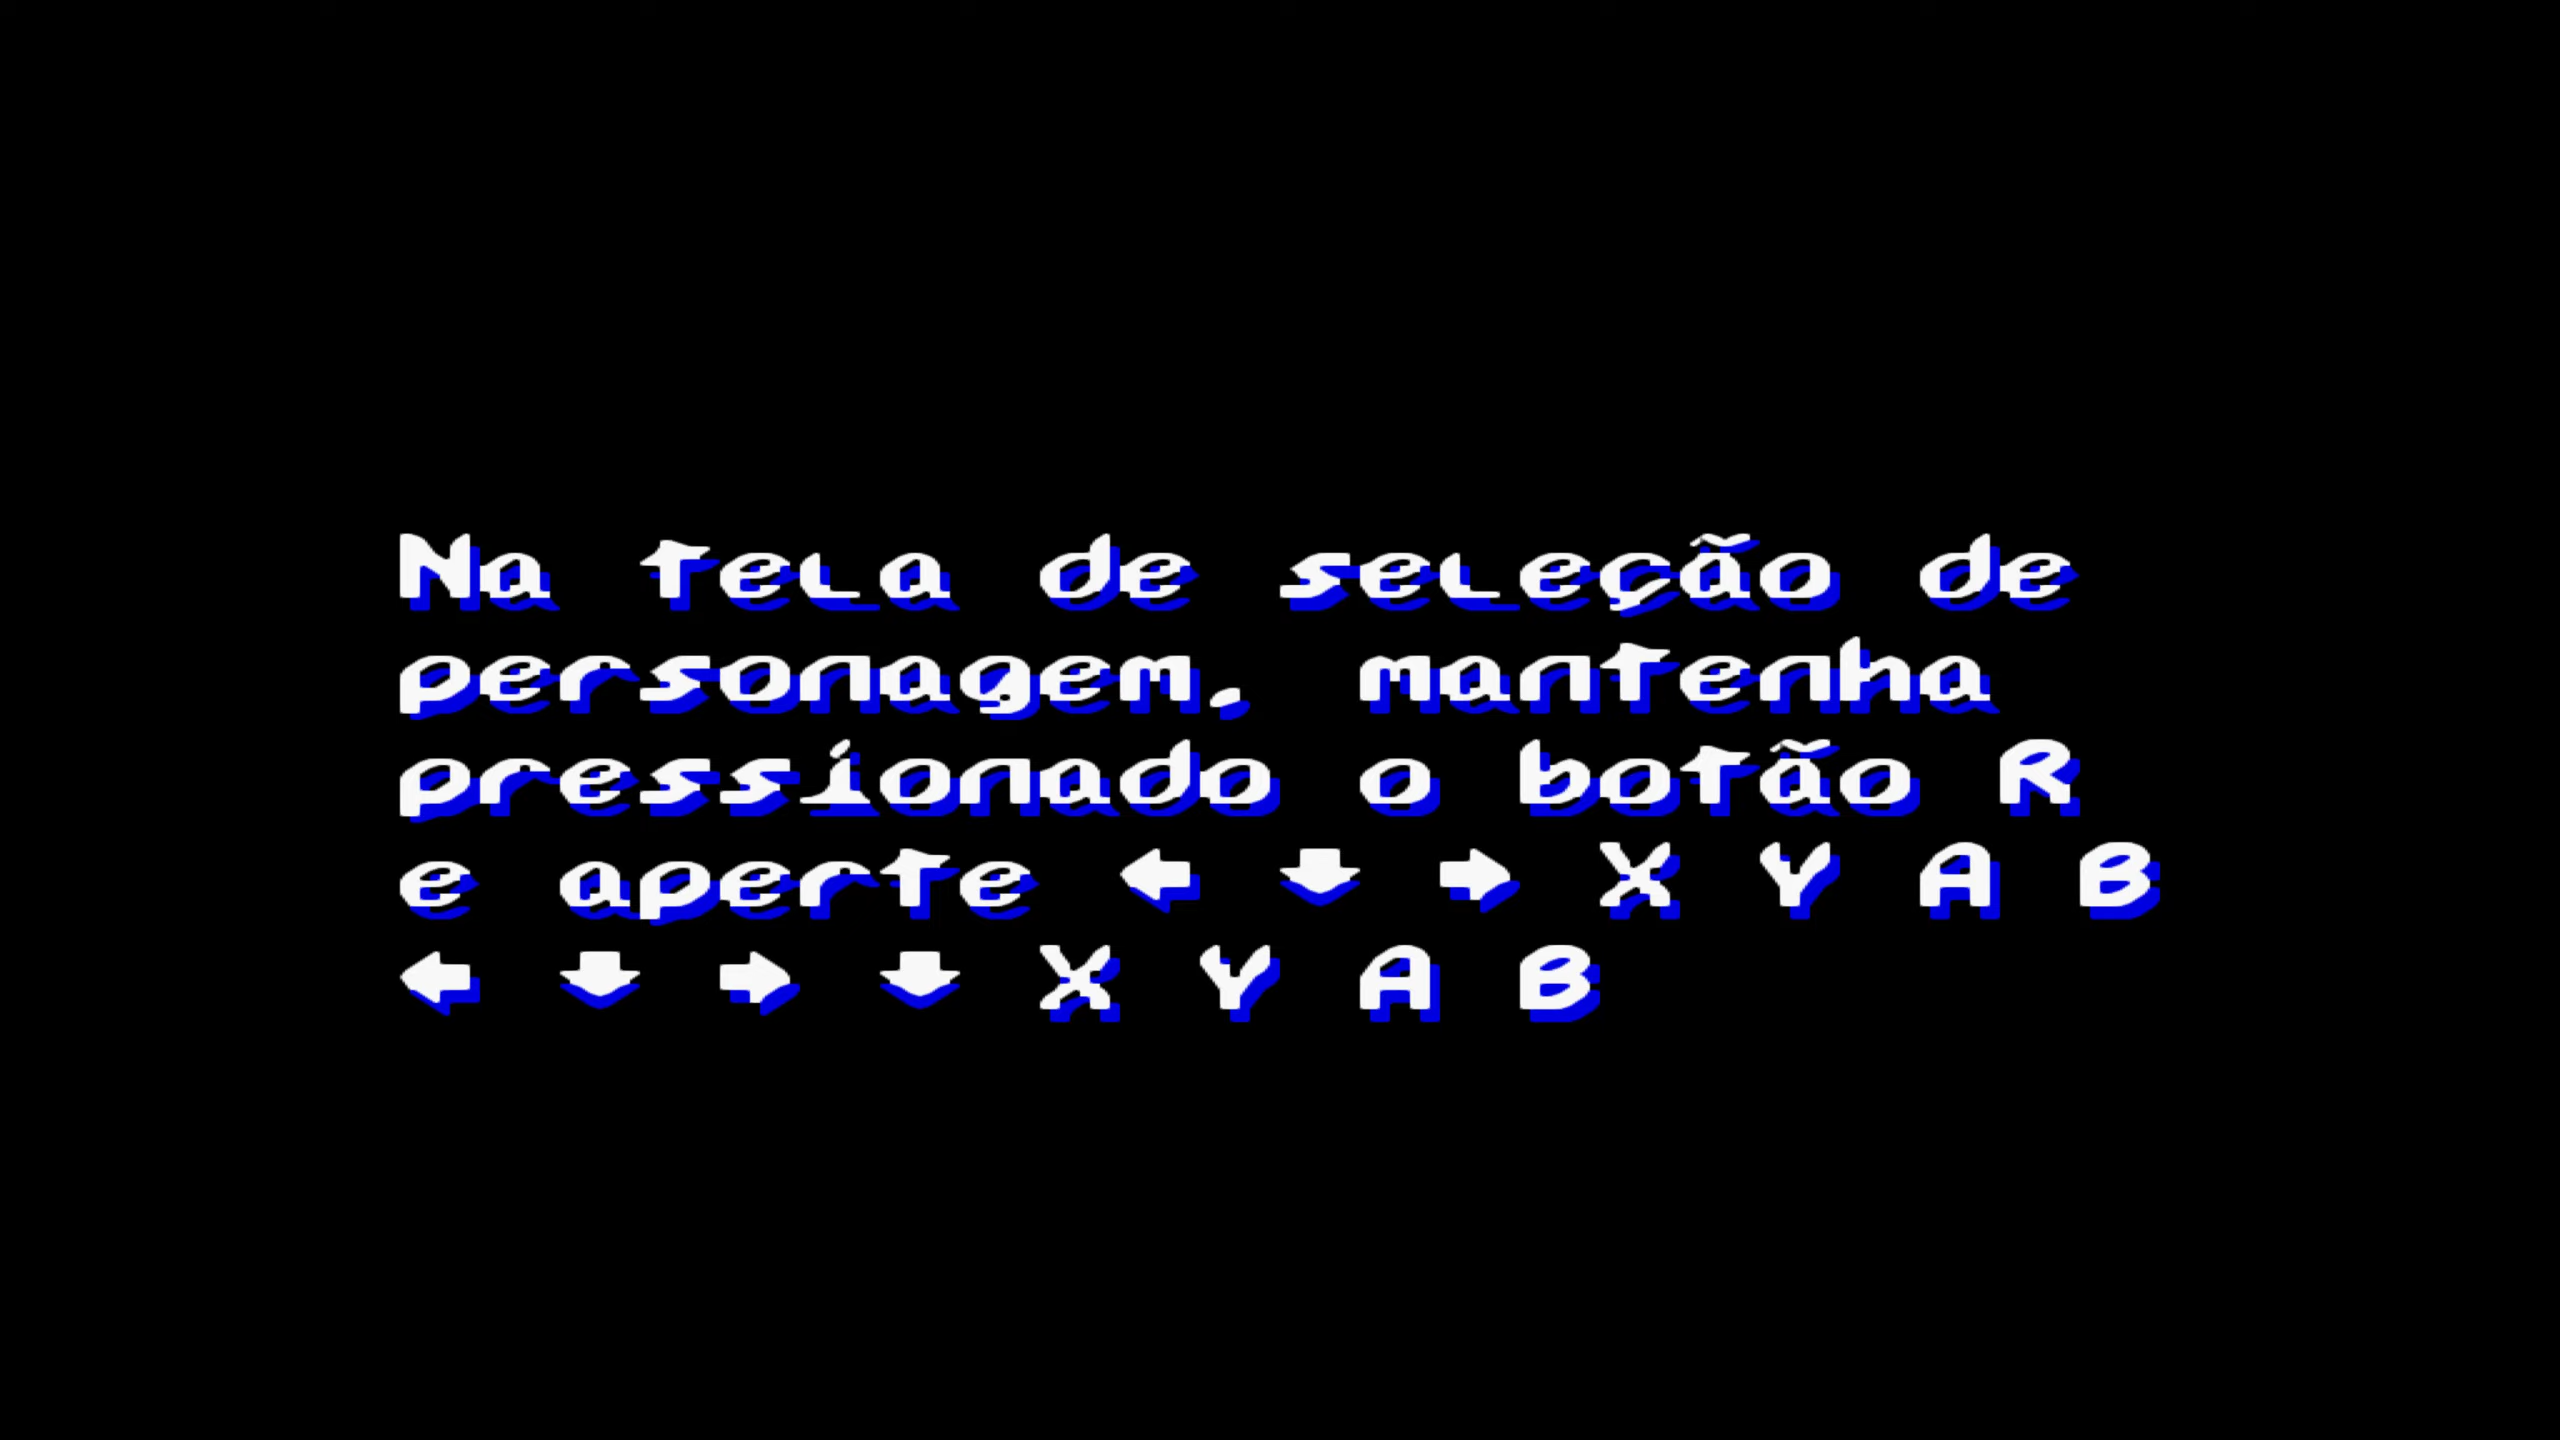 Na tela de seleção de
personagem, mantenha
pressionado o botão R
e aperte ← ↓ → X Y A B
← ↓ → ↓ X Y A B